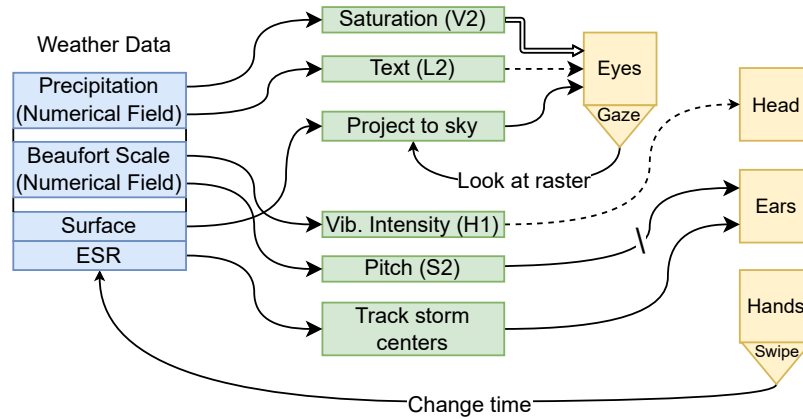 Weather Data
Precipitation
(Numerical Field)
Beaufort Scale
(Numerical Field)
Surface
ESR
Saturation (V2)
Text (L2)
Project to sky
Look at raster
Vib. Intensity (H1)
Pitch (S2)
Track storm
centers
Eyes
Gaze
Head
Ears
Hands
Swipe
Change time